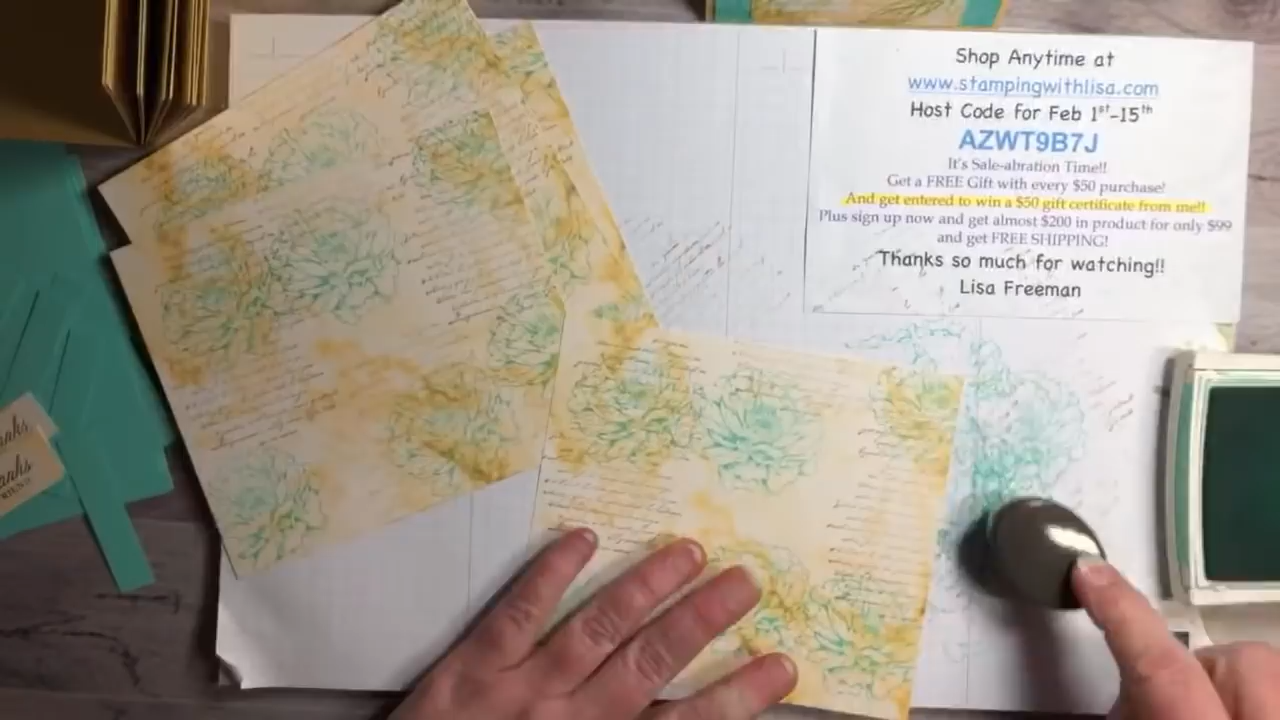 Shop Anytime at
www.stampingwithlisa.com
Host Code for Feb 1st-15th
AZWT9B7J
It's Sale-abration Time!!
Get a FREE Gift with every $50 purchase!
And get entered to win a $50 gift certificate from me!!
Plus sign up now and get almost $200 in product for only $99
and get FREE SHIPPING!
Thanks so much for watching!!
Lisa Freeman